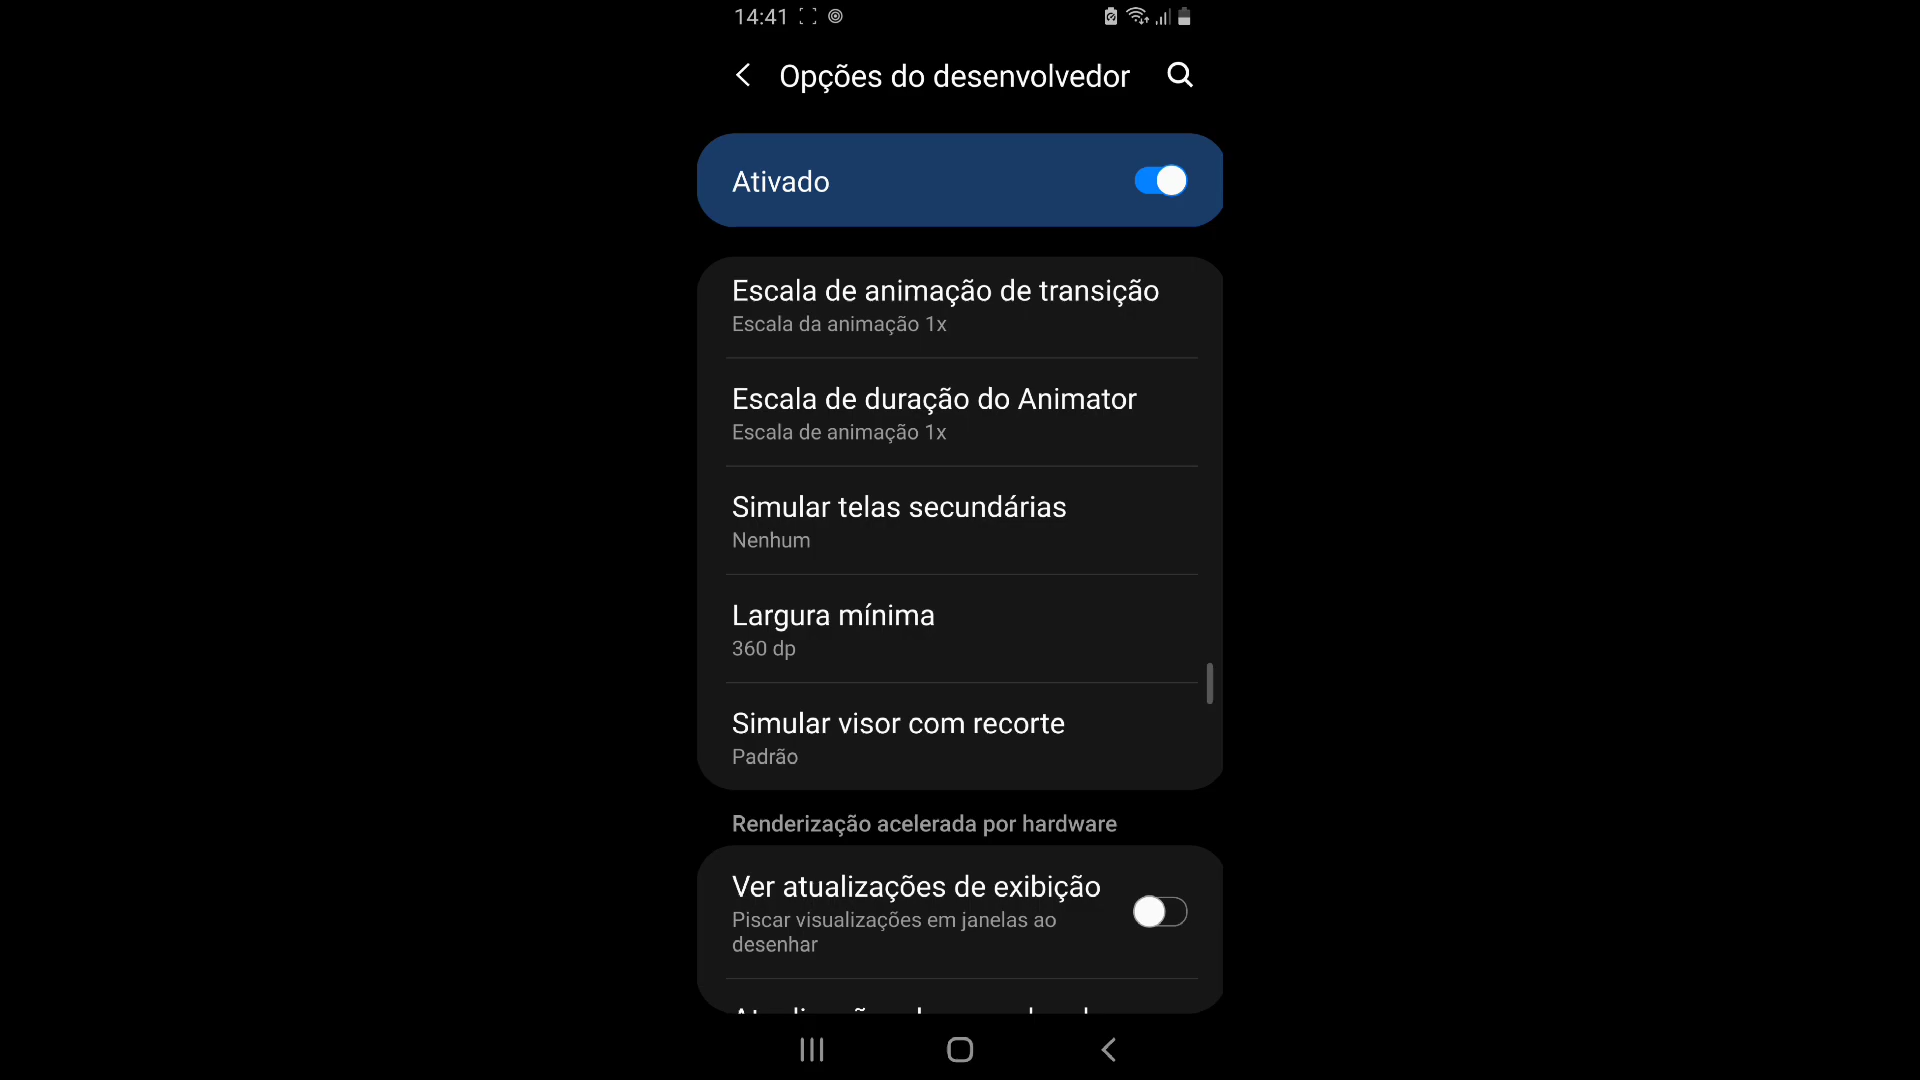 14:41
Opções do desenvolvedor
Ativado
Escala de animação de transição
Escala da animação 1x
Escala de duração do Animator
Escala de animação 1x
Simular telas secundárias
Nenhum
Largura mínima
360 dp
Simular visor com recorte
Padrão
Renderização acelerada por hardware
Ver atualizações de exibição
Piscar visualizações em janelas ao
desenhar